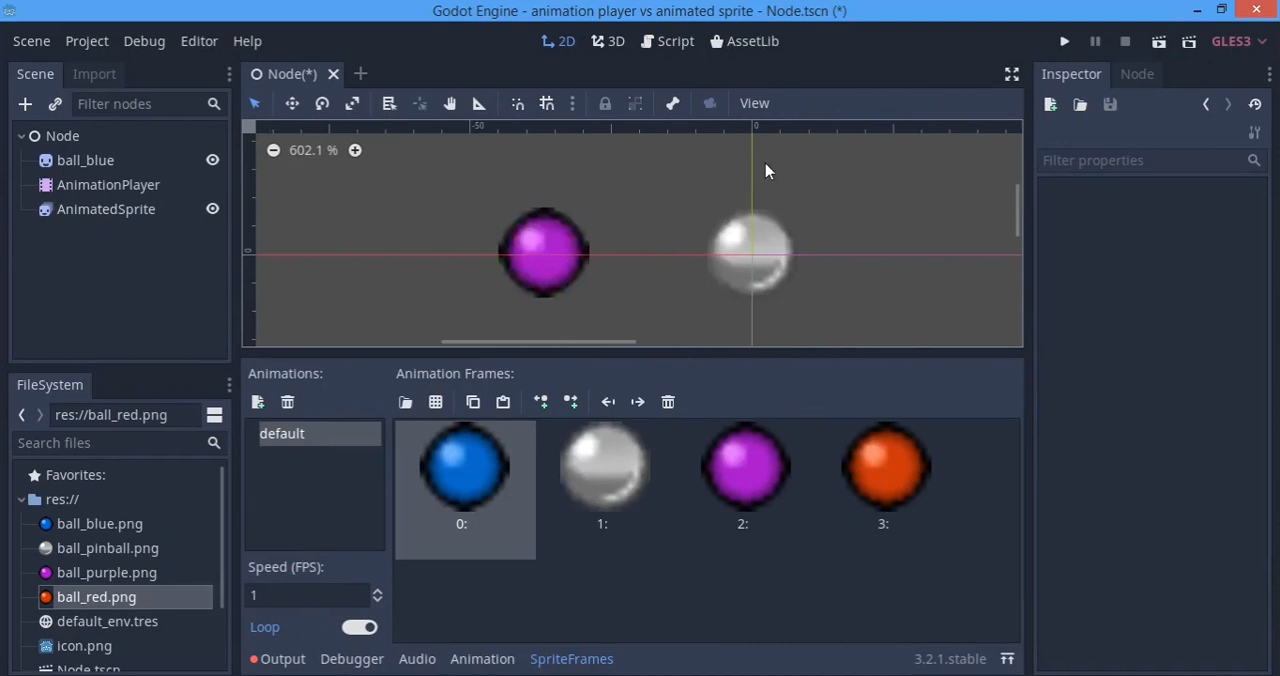 Godot Engine - animation player vs animated sprite - Node.tscn (*)
Scene Project Debug Editor Help
2D 3D Script AssetLib
GLES3
Scene Import
Node(*)
Inspector Node
Filter nodes
View
Node
ball_blue
AnimationPlayer
AnimatedSprite
-50
0
0
602.1 %
Filter properties
FileSystem
res://ball_red.png
Search files
Favorites:
res://
ball_blue.png
ball_pinball.png
ball_purple.png
ball_red.png
default_env.tres
icon.png
Node.tscn
Animations:
default
Speed (FPS):
1
Loop
Animation Frames:
0: 1: 2: 3:
Output Debugger Audio Animation SpriteFrames 3.2.1.stable